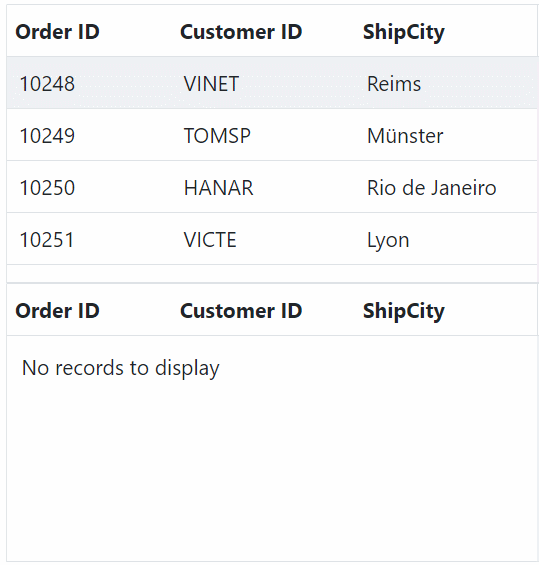 Order ID Customer ID ShipCity
10248 VINET Reims
10249 TOMSP Münster
10250 HANAR Rio de Janeiro
10251 VICTE Lyon
Order ID Customer ID ShipCity
No records to display